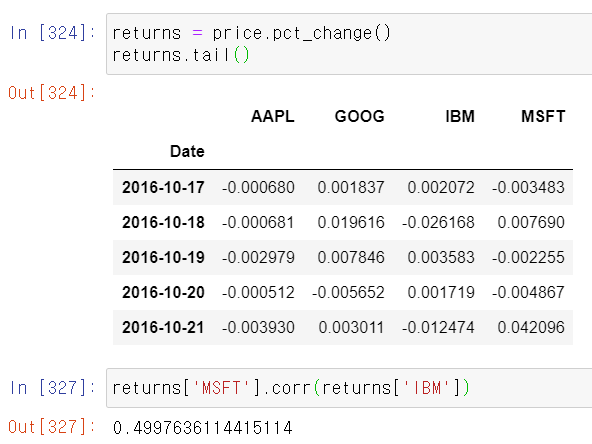 In [324]: returns = price.pct_change()
returns.tail()
Out[324]:
AAPL GOOG IBM MSFT
Date
2016-10-17 -0.000680 0.001837 0.002072 -0.003483
2016-10-18 -0.000681 0.019616 -0.026168 0.007690
2016-10-19 -0.002979 0.007846 0.003583 -0.002255
2016-10-20 -0.000512 -0.005652 0.001719 -0.004867
2016-10-21 -0.003930 0.003011 -0.012474 0.042096
In [327]: returns['MSFT'].corr(returns['IBM'])
Out[327]: 0.4997636114415114